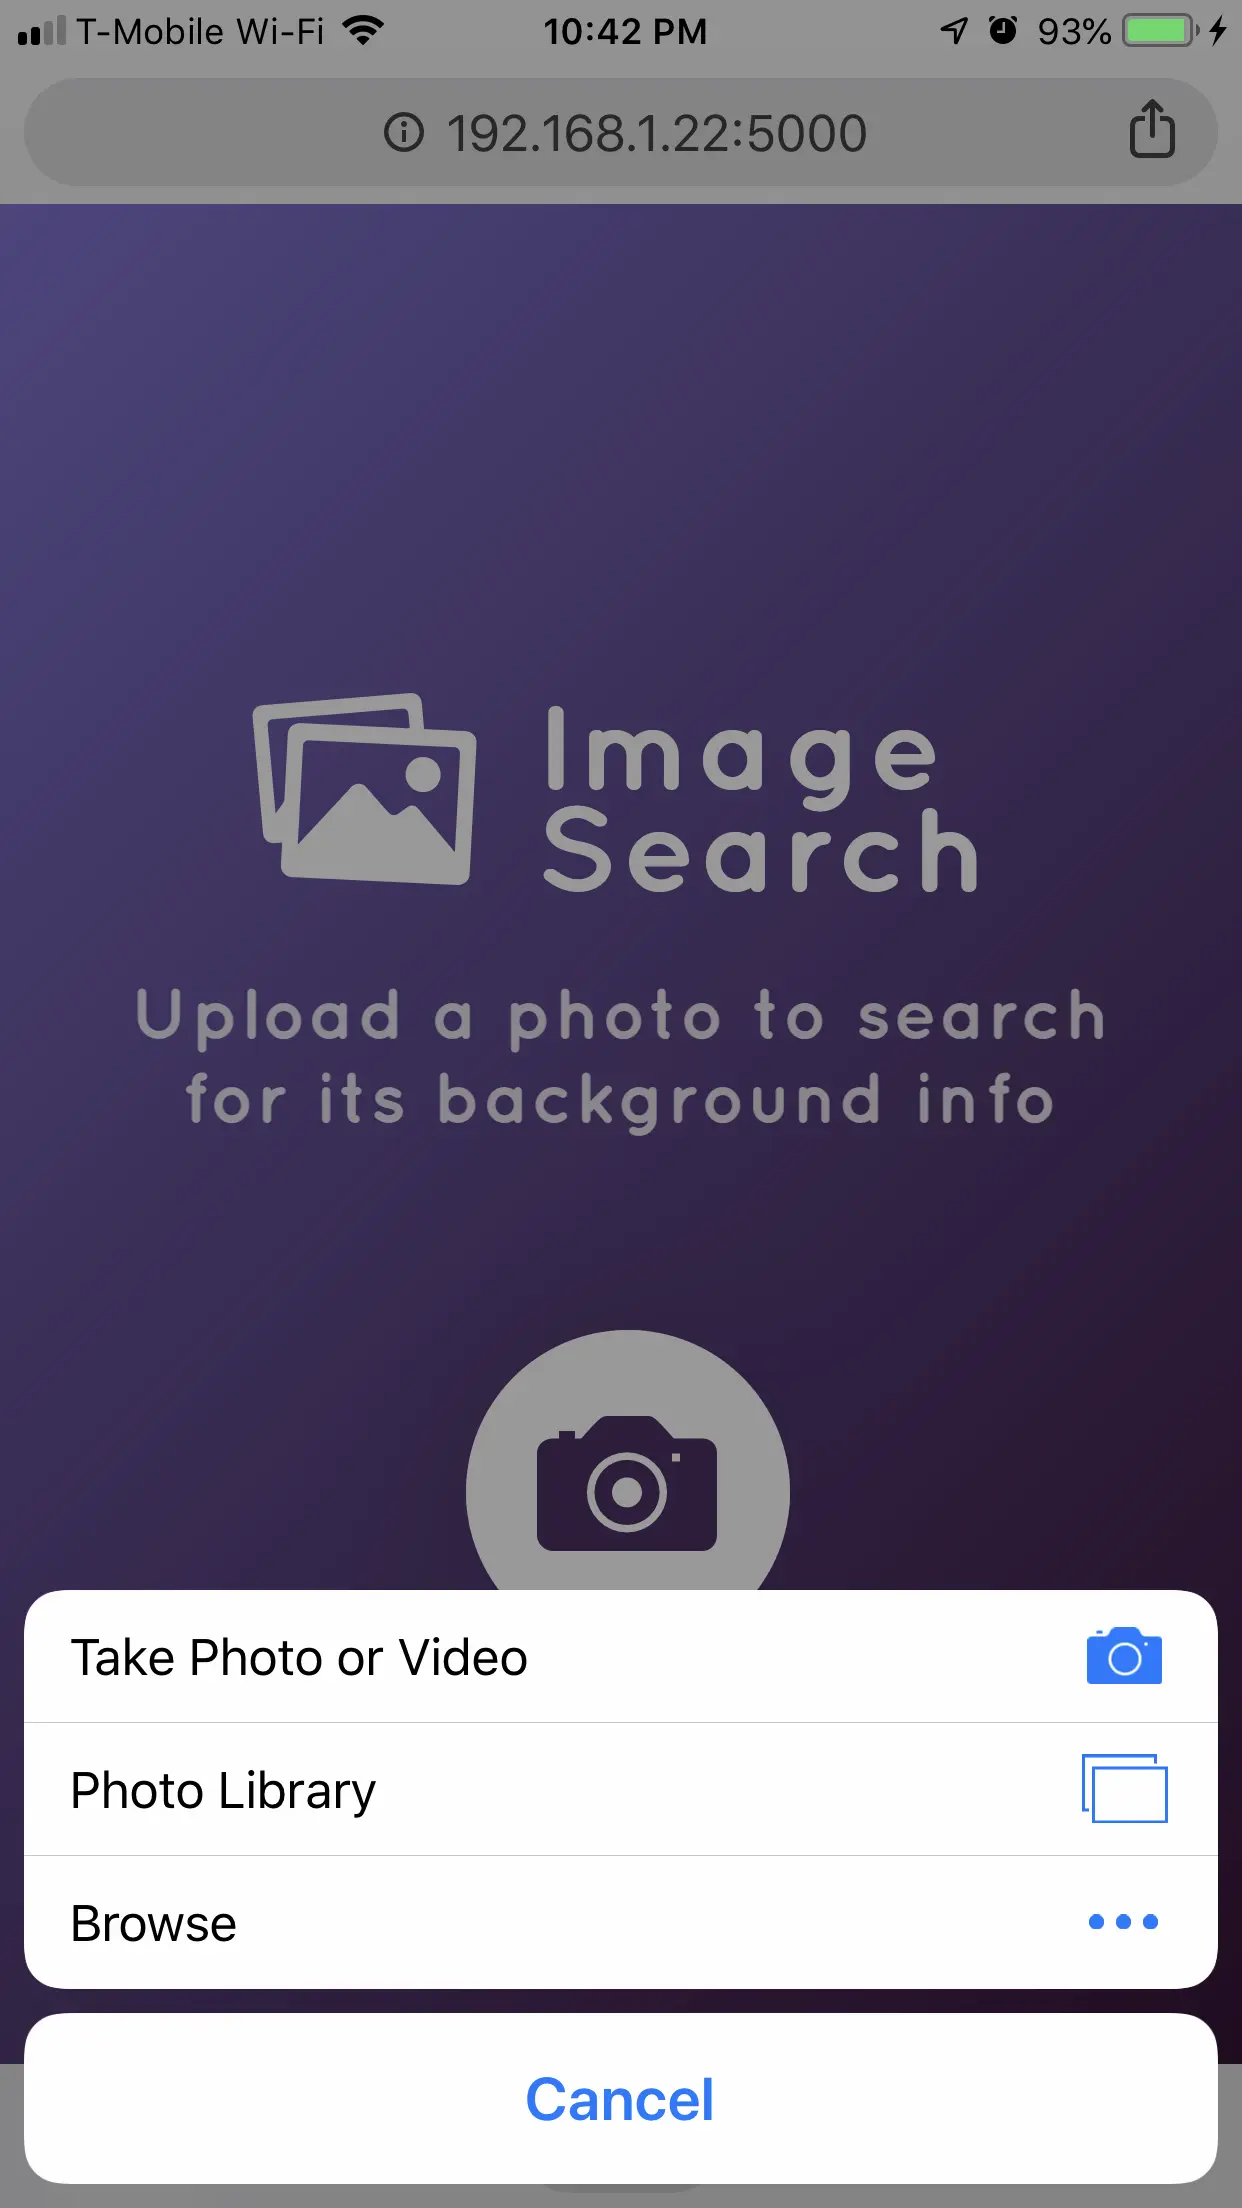 T-Mobile Wi-Fi 10:42 PM 93%
192.168.1.22:5000
Image
Search
Upload a photo to search
for its background info
Take Photo or Video
Photo Library
Browse
Cancel